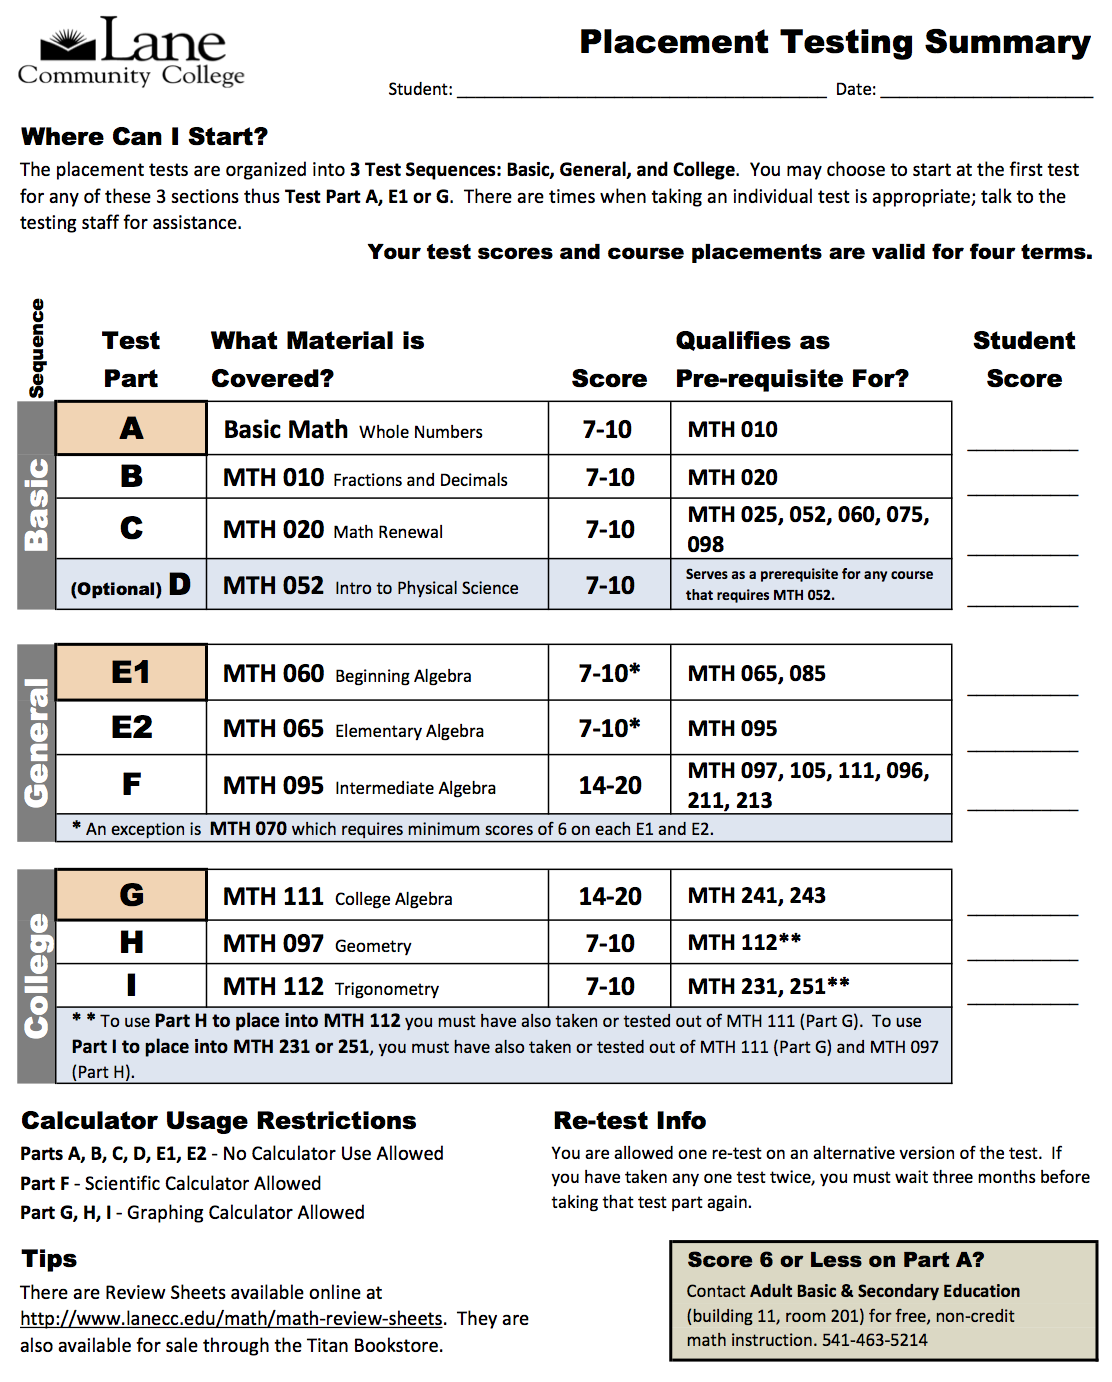 Lane
Community College
Placement Testing Summary
Student: ____________________ Date: ____________________
Where Can I Start?
The placement tests are organized into 3 Test Sequences: Basic, General, and College. You may choose to start at the first test
for any of these 3 sections thus Test Part A, E1 or G. There are times when taking an individual test is appropriate; talk to the
testing staff for assistance.
Your test scores and course placements are valid for four terms.
Sequence
Test Part
What Material is Covered?
Score
Qualifies as Pre-requisite For?
Student Score
Basic
A Basic Math Whole Numbers 7-10 MTH 010
B MTH 010 Fractions and Decimals 7-10 MTH 020
C MTH 020 Math Renewal 7-10 MTH 025, 052, 060, 075,
098
(Optional) D MTH 052 Intro to Physical Science 7-10 Serves as a prerequisite for any course
that requires MTH 052.
General
E1 MTH 060 Beginning Algebra 7-10* MTH 065, 085
E2 MTH 065 Elementary Algebra 7-10* MTH 095
F MTH 095 Intermediate Algebra 14-20 MTH 097, 105, 111, 096,
211, 213
* An exception is MTH 070 which requires minimum scores of 6 on each E1 and E2.
College
G MTH 111 College Algebra 14-20 MTH 241, 243
H MTH 097 Geometry 7-10 MTH 112**
I MTH 112 Trigonometry 7-10 MTH 231, 251**
* * To use Part H to place into MTH 112 you must have also taken or tested out of MTH 111 (Part G). To use
Part I to place into MTH 231 or 251, you must have also taken or tested out of MTH 111 (Part G) and MTH 097
(Part H).
Calculator Usage Restrictions
Parts A, B, C, D, E1, E2 - No Calculator Use Allowed
Part F - Scientific Calculator Allowed
Part G, H, I - Graphing Calculator Allowed
Re-test Info
You are allowed one re-test on an alternative version of the test. If
you have taken any one test twice, you must wait three months before
taking that test part again.
Tips
There are Review Sheets available online at
http://www.lanecc.edu/math/math-review-sheets. They are
also available for sale through the Titan Bookstore.
Score 6 or Less on Part A?
Contact Adult Basic & Secondary Education
(building 11, room 201) for free, non-credit
math instruction. 541-463-5214